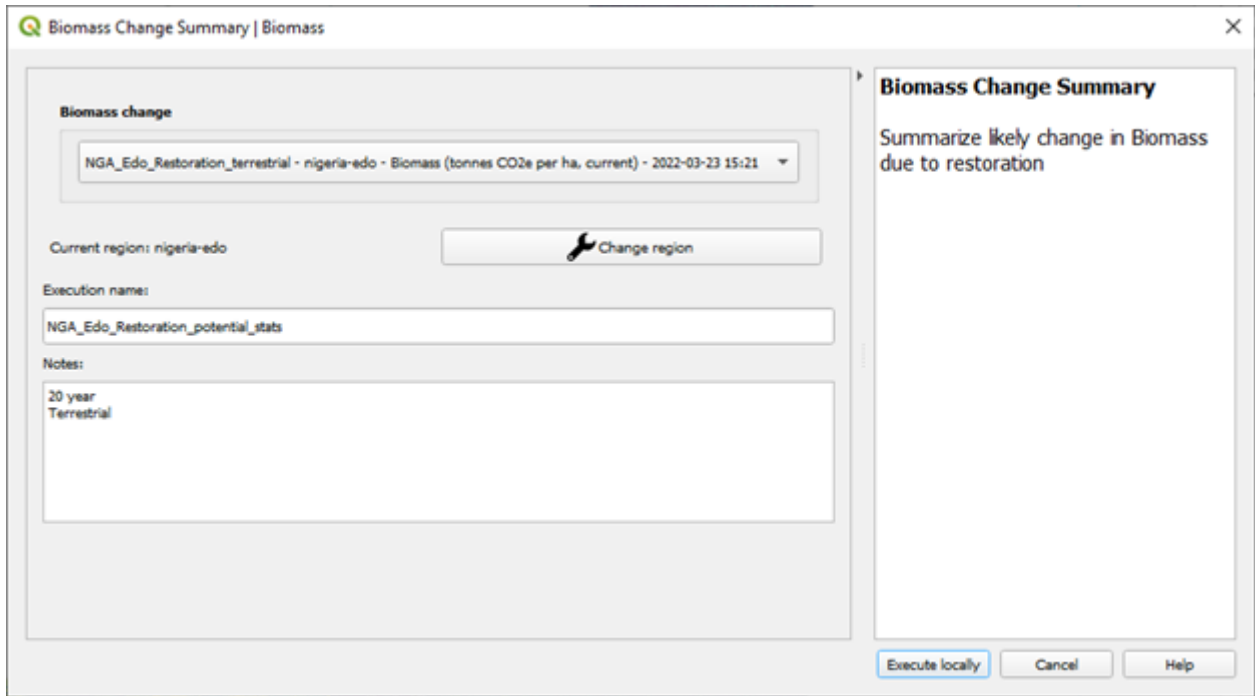 Biomass Change Summary | Biomass
Biomass change
NGA_Edo_Restoration_terrestrial - nigeria-edo - Biomass (tonnes CO2e per ha, current) - 2022-03-23 15:21
Current region: nigeria-edo
Change region
Execution name:
NGA_Edo_Restoration_potential_stats
Notes:
20 year
Terrestrial
Biomass Change Summary
Summarize likely change in Biomass
due to restoration
Execute locally
Cancel
Help